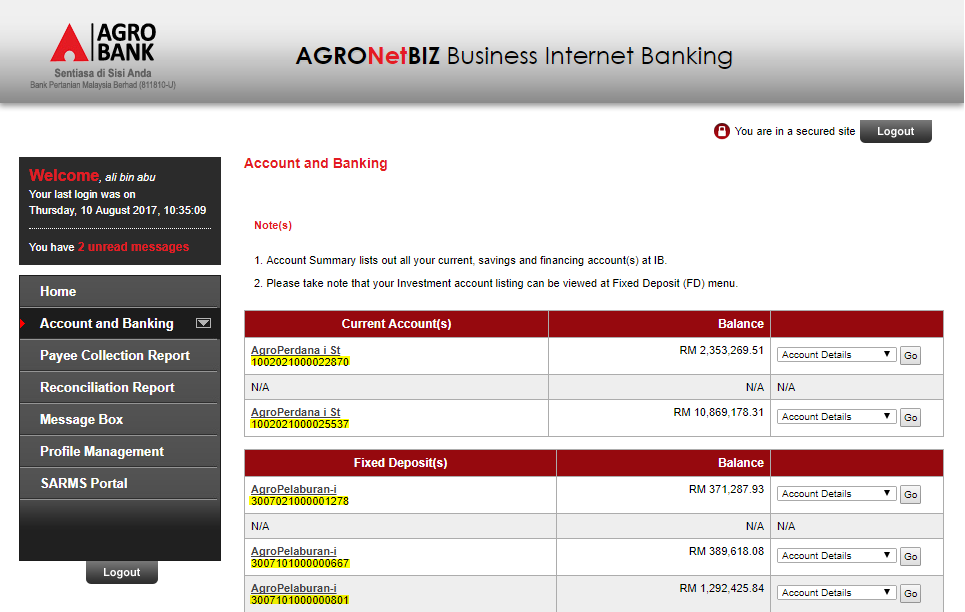 AGRO
BANK
Sentiasa di Sisi Anda
Bank Pertanian Malaysia Berhad (811810-U)
AGRONetBIZ Business Internet Banking
You are in a secured site
Logout
Welcome, ali bin abu
Your last login was on
Thursday, 10 August 2017, 10:35:09
You have 2 unread messages
Home
Account and Banking
Payee Collection Report
Reconciliation Report
Message Box
Profile Management
SARMS Portal
Logout
Account and Banking
Note(s)
1. Account Summary lists out all your current, savings and financing account(s) at IB.
2. Please take note that your Investment account listing can be viewed at Fixed Deposit (FD) menu.
Current Account(s) Balance
AgroPerdana i St RM 2,353,269.51 Account Details Go
1002021000022870
N/A N/A N/A
AgroPerdana i St RM 10,869,178.31 Account Details Go
1002021000025537
Fixed Deposit(s) Balance
AgroPelaburan-i RM 371,287.93 Account Details Go
3007021000001278
N/A N/A N/A
AgroPelaburan-i RM 389,618.08 Account Details Go
3007101000000667
AgroPelaburan-i RM 1,292,425.84 Account Details Go
3007101000000801